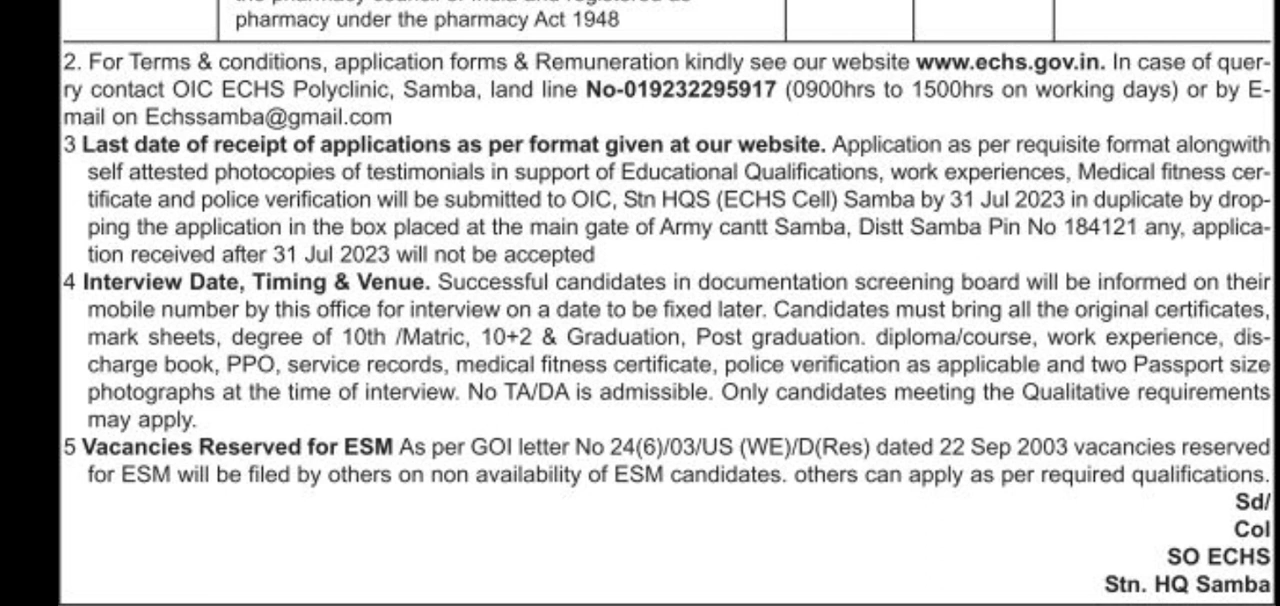 pharmacy under the pharmacy Act 1948
2. For Terms & conditions, application forms & Remuneration kindly see our website www.echs.gov.in. In case of quer-
ry contact OIC ECHS Polyclinic, Samba, land line No-019232295917 (0900hrs to 1500hrs on working days) or by E-
mail on Echssamba@gmail.com
3 Last date of receipt of applications as per format given at our website. Application as per requisite format alongwith
self attested photocopies of testimonials in support of Educational Qualifications, work experiences, Medical fitness cer-
tificate and police verification will be submitted to OIC, Stn HQS (ECHS Cell) Samba by 31 Jul 2023 in duplicate by drop-
ping the application in the box placed at the main gate of Army cantt Samba, Distt Samba Pin No 184121 any, applica-
tion received after 31 Jul 2023 will not be accepted
4 Interview Date, Timing & Venue. Successful candidates in documentation screening board will be informed on their
mobile number by this office for interview on a date to be fixed later. Candidates must bring all the original certificates,
mark sheets, degree of 10th /Matric, 10+2 & Graduation, Post graduation. diploma/course, work experience, dis-
charge book, PPO, service records, medical fitness certificate, police verification as applicable and two Passport size
photographs at the time of interview. No TA/DA is admissible. Only candidates meeting the Qualitative requirements
may apply.
5 Vacancies Reserved for ESM As per GOI letter No 24(6)/03/US (WE)/D(Res) dated 22 Sep 2003 vacancies reserved
for ESM will be filed by others on non availability of ESM candidates. others can apply as per required qualifications.
Sd/
Col
SO ECHS
Stn. HQ Samba